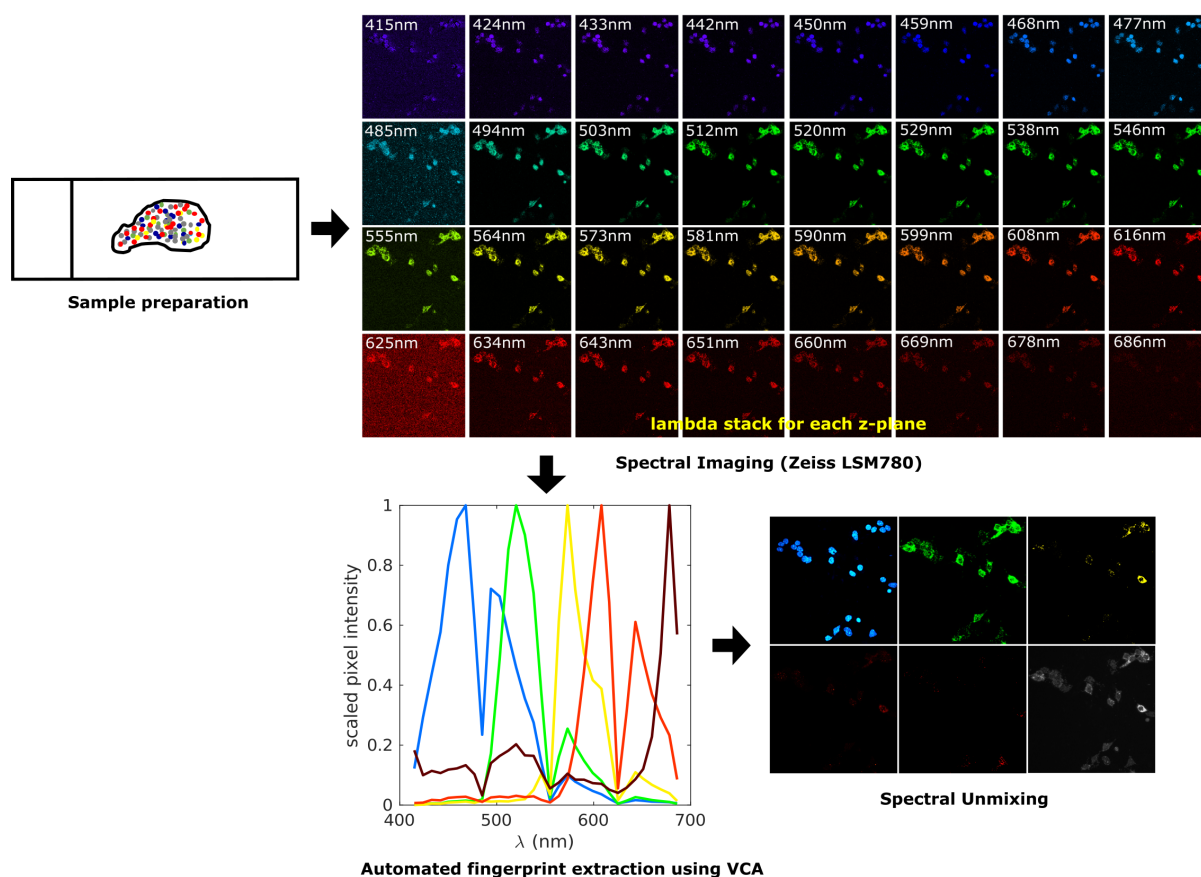 415nm 424nm 433nm 442nm 450nm 459nm 468nm 477nm
485nm 494nm 503nm 512nm 520nm 529nm 538nm 546nm
555nm 564nm 573nm 581nm 590nm 599nm 608nm 616nm
Sample preparation
625nm 634nm 643nm 651nm 660nm 669nm 678nm 686nm
lambda stack for each z-plane
Spectral Imaging (Zeiss LSM780)
1
0.8
0.6
0.4
0.2
0
scaled pixel intensity
400 500 600 700
λ (nm)
Automated fingerprint extraction using VCA
Spectral Unmixing